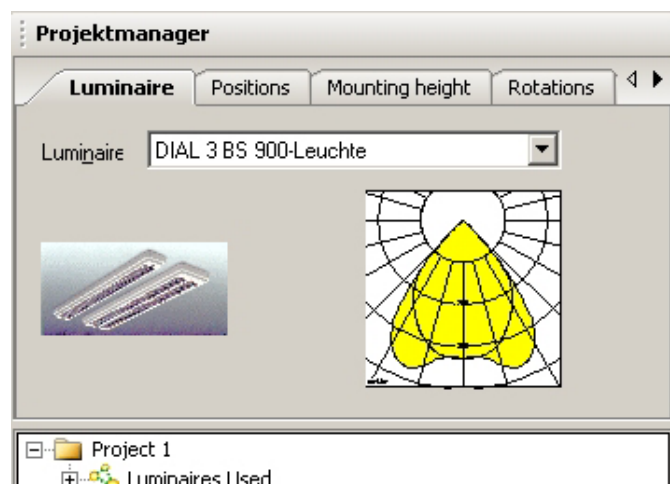 Projektmanager
Luminaire Positions Mounting height Rotations
Luminaire DIAL 3 BS 900-Leuchte
Project 1
Luminaires Used